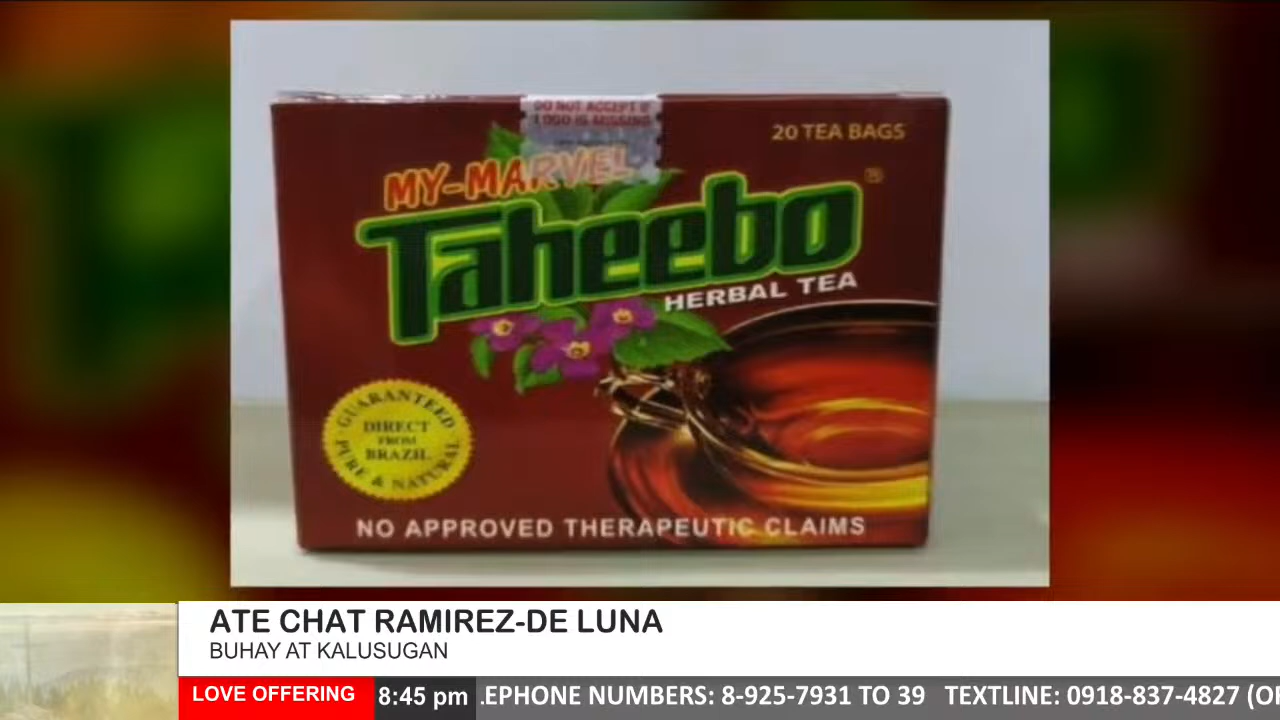 DO NOT ACCEPT IF
LOGO IS MISSING
20 TEA BAGS
MY-MARVEL
Taheebo ®
HERBAL TEA
GUARANTEED
DIRECT
FROM
BRAZIL
PURE & NATURAL
NO APPROVED THERAPEUTIC CLAIMS
ATE CHAT RAMIREZ-DE LUNA
BUHAY AT KALUSUGAN
LOVE OFFERING 8:45 pm .EPHONE NUMBERS: 8-925-7931 TO 39 TEXTLINE: 0918-837-4827 (OF